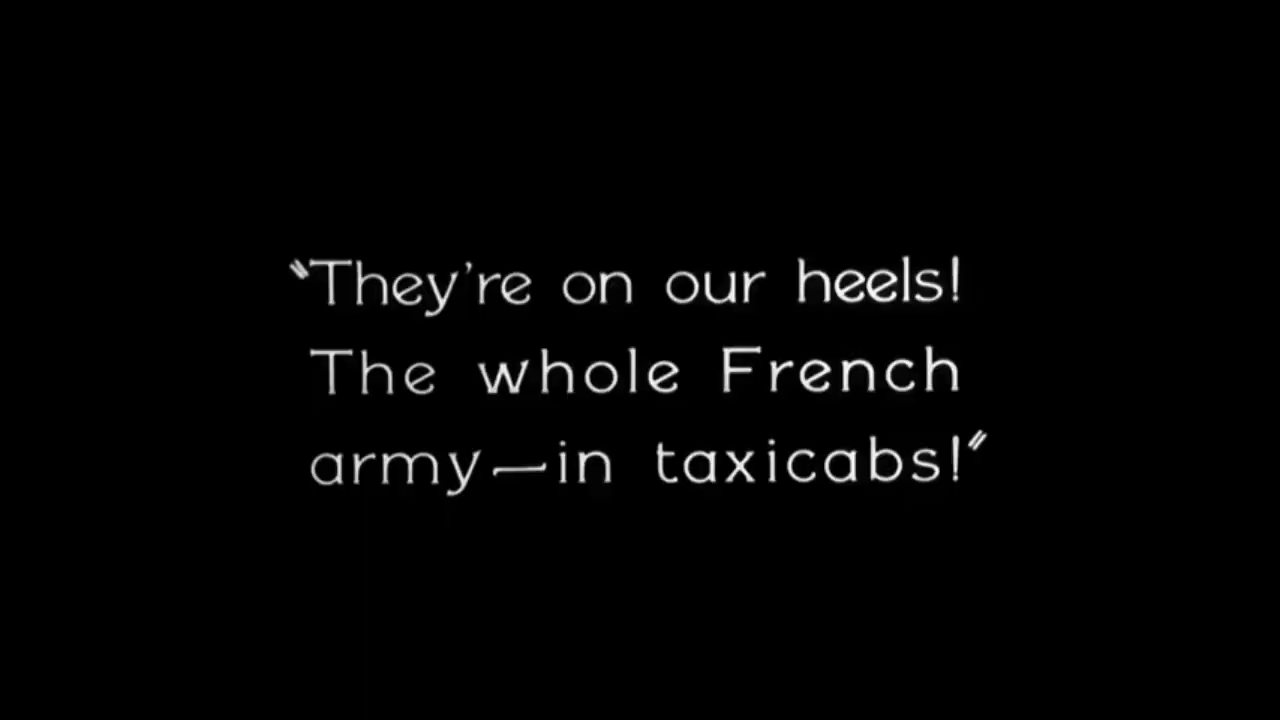 "They're on our heels!
The whole French
army—in taxicabs!"